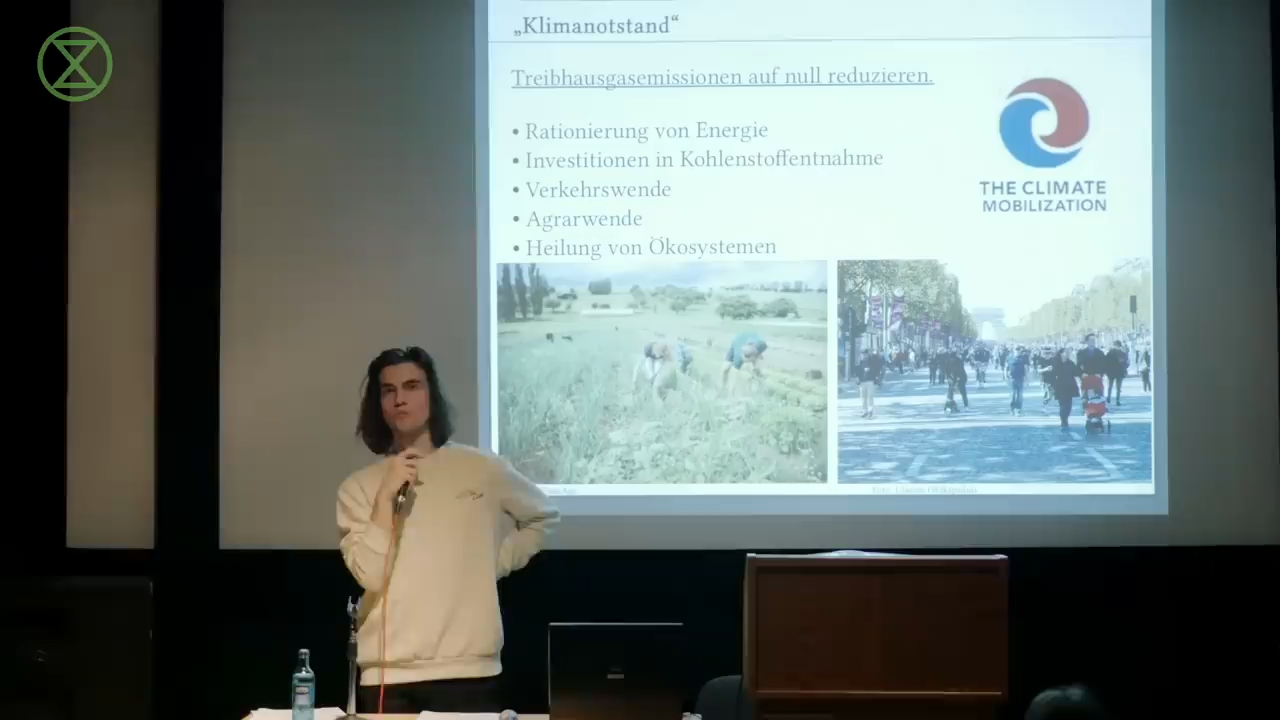 „Klimanotstand“
Treibhausgasemissionen auf null reduzieren.
• Rationierung von Energie
• Investitionen in Kohlenstoffentnahme
• Verkehrswende
• Agrarwende
• Heilung von Ökosystemen
THE CLIMATE
MOBILIZATION